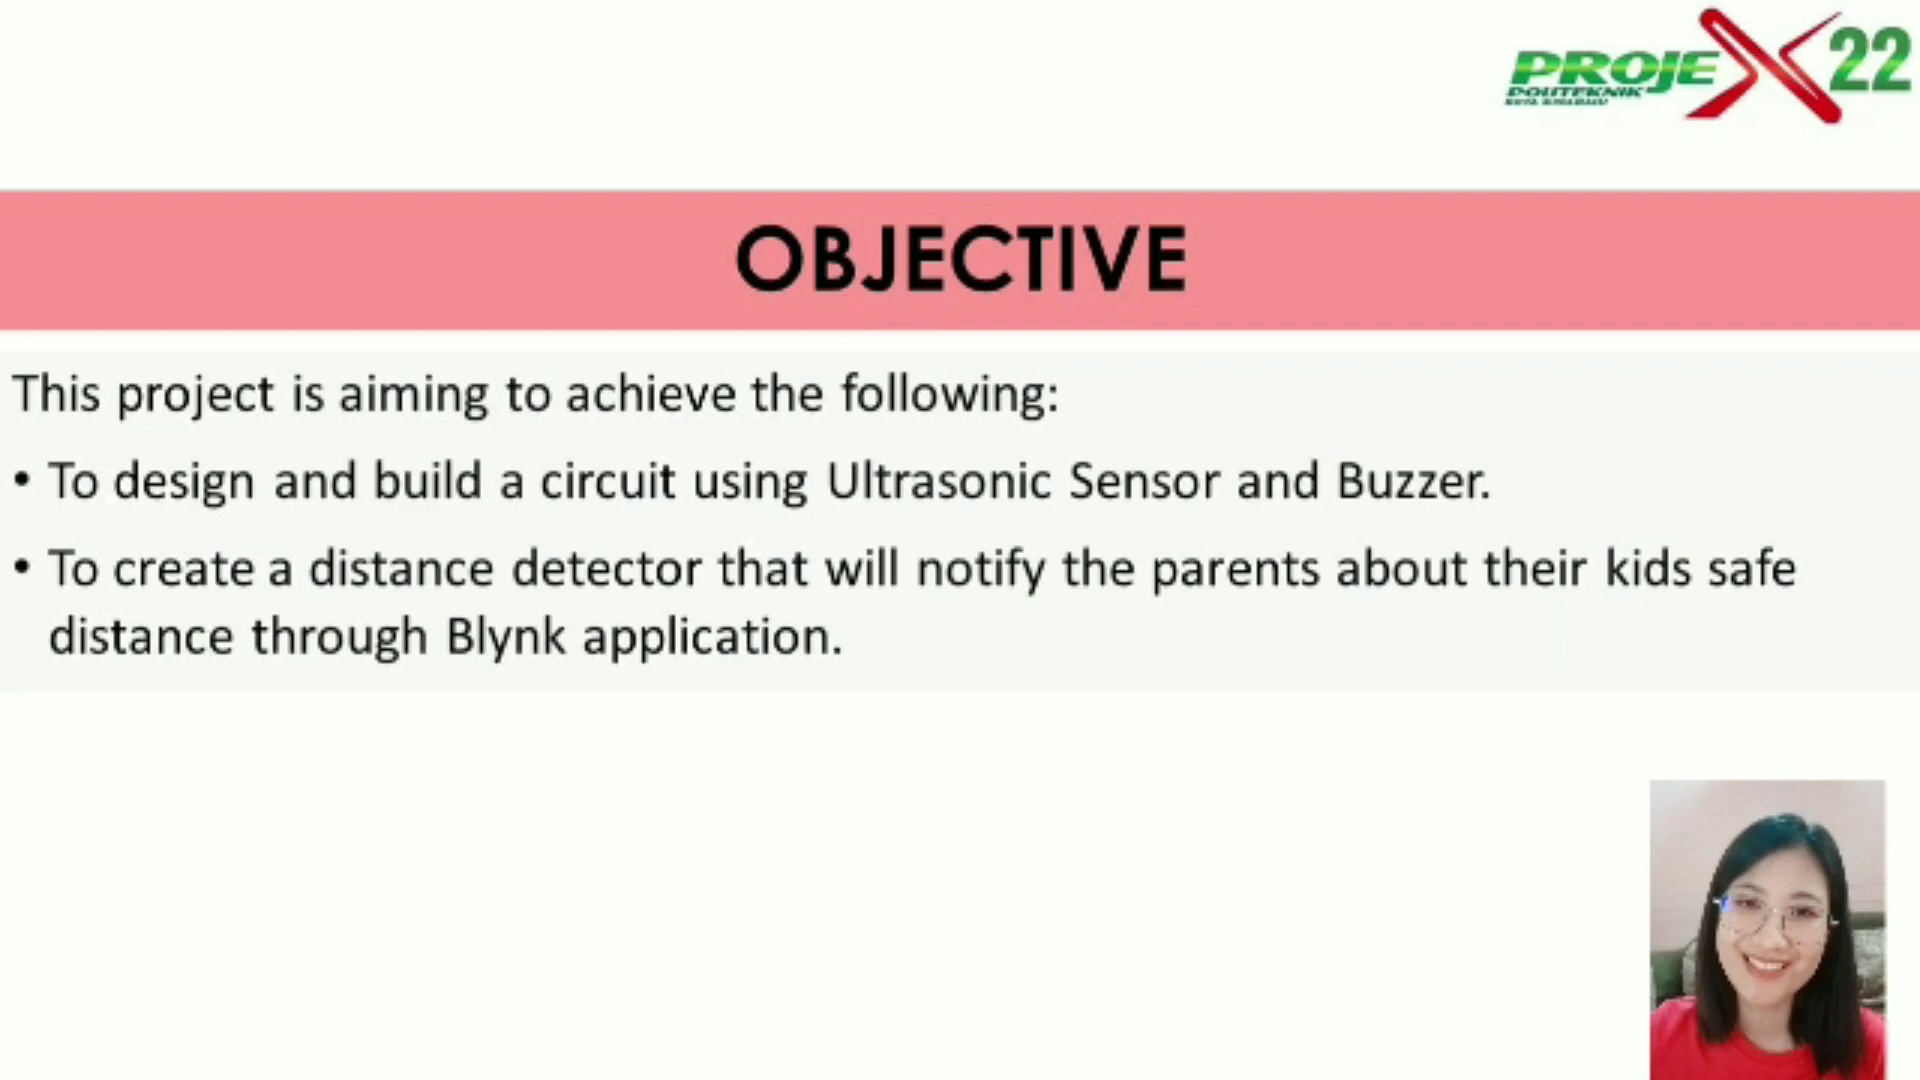 PROJEX22
POLITEKNIK
KOTA KINABALU
OBJECTIVE
This project is aiming to achieve the following:
• To design and build a circuit using Ultrasonic Sensor and Buzzer.
• To create a distance detector that will notify the parents about their kids safe
distance through Blynk application.